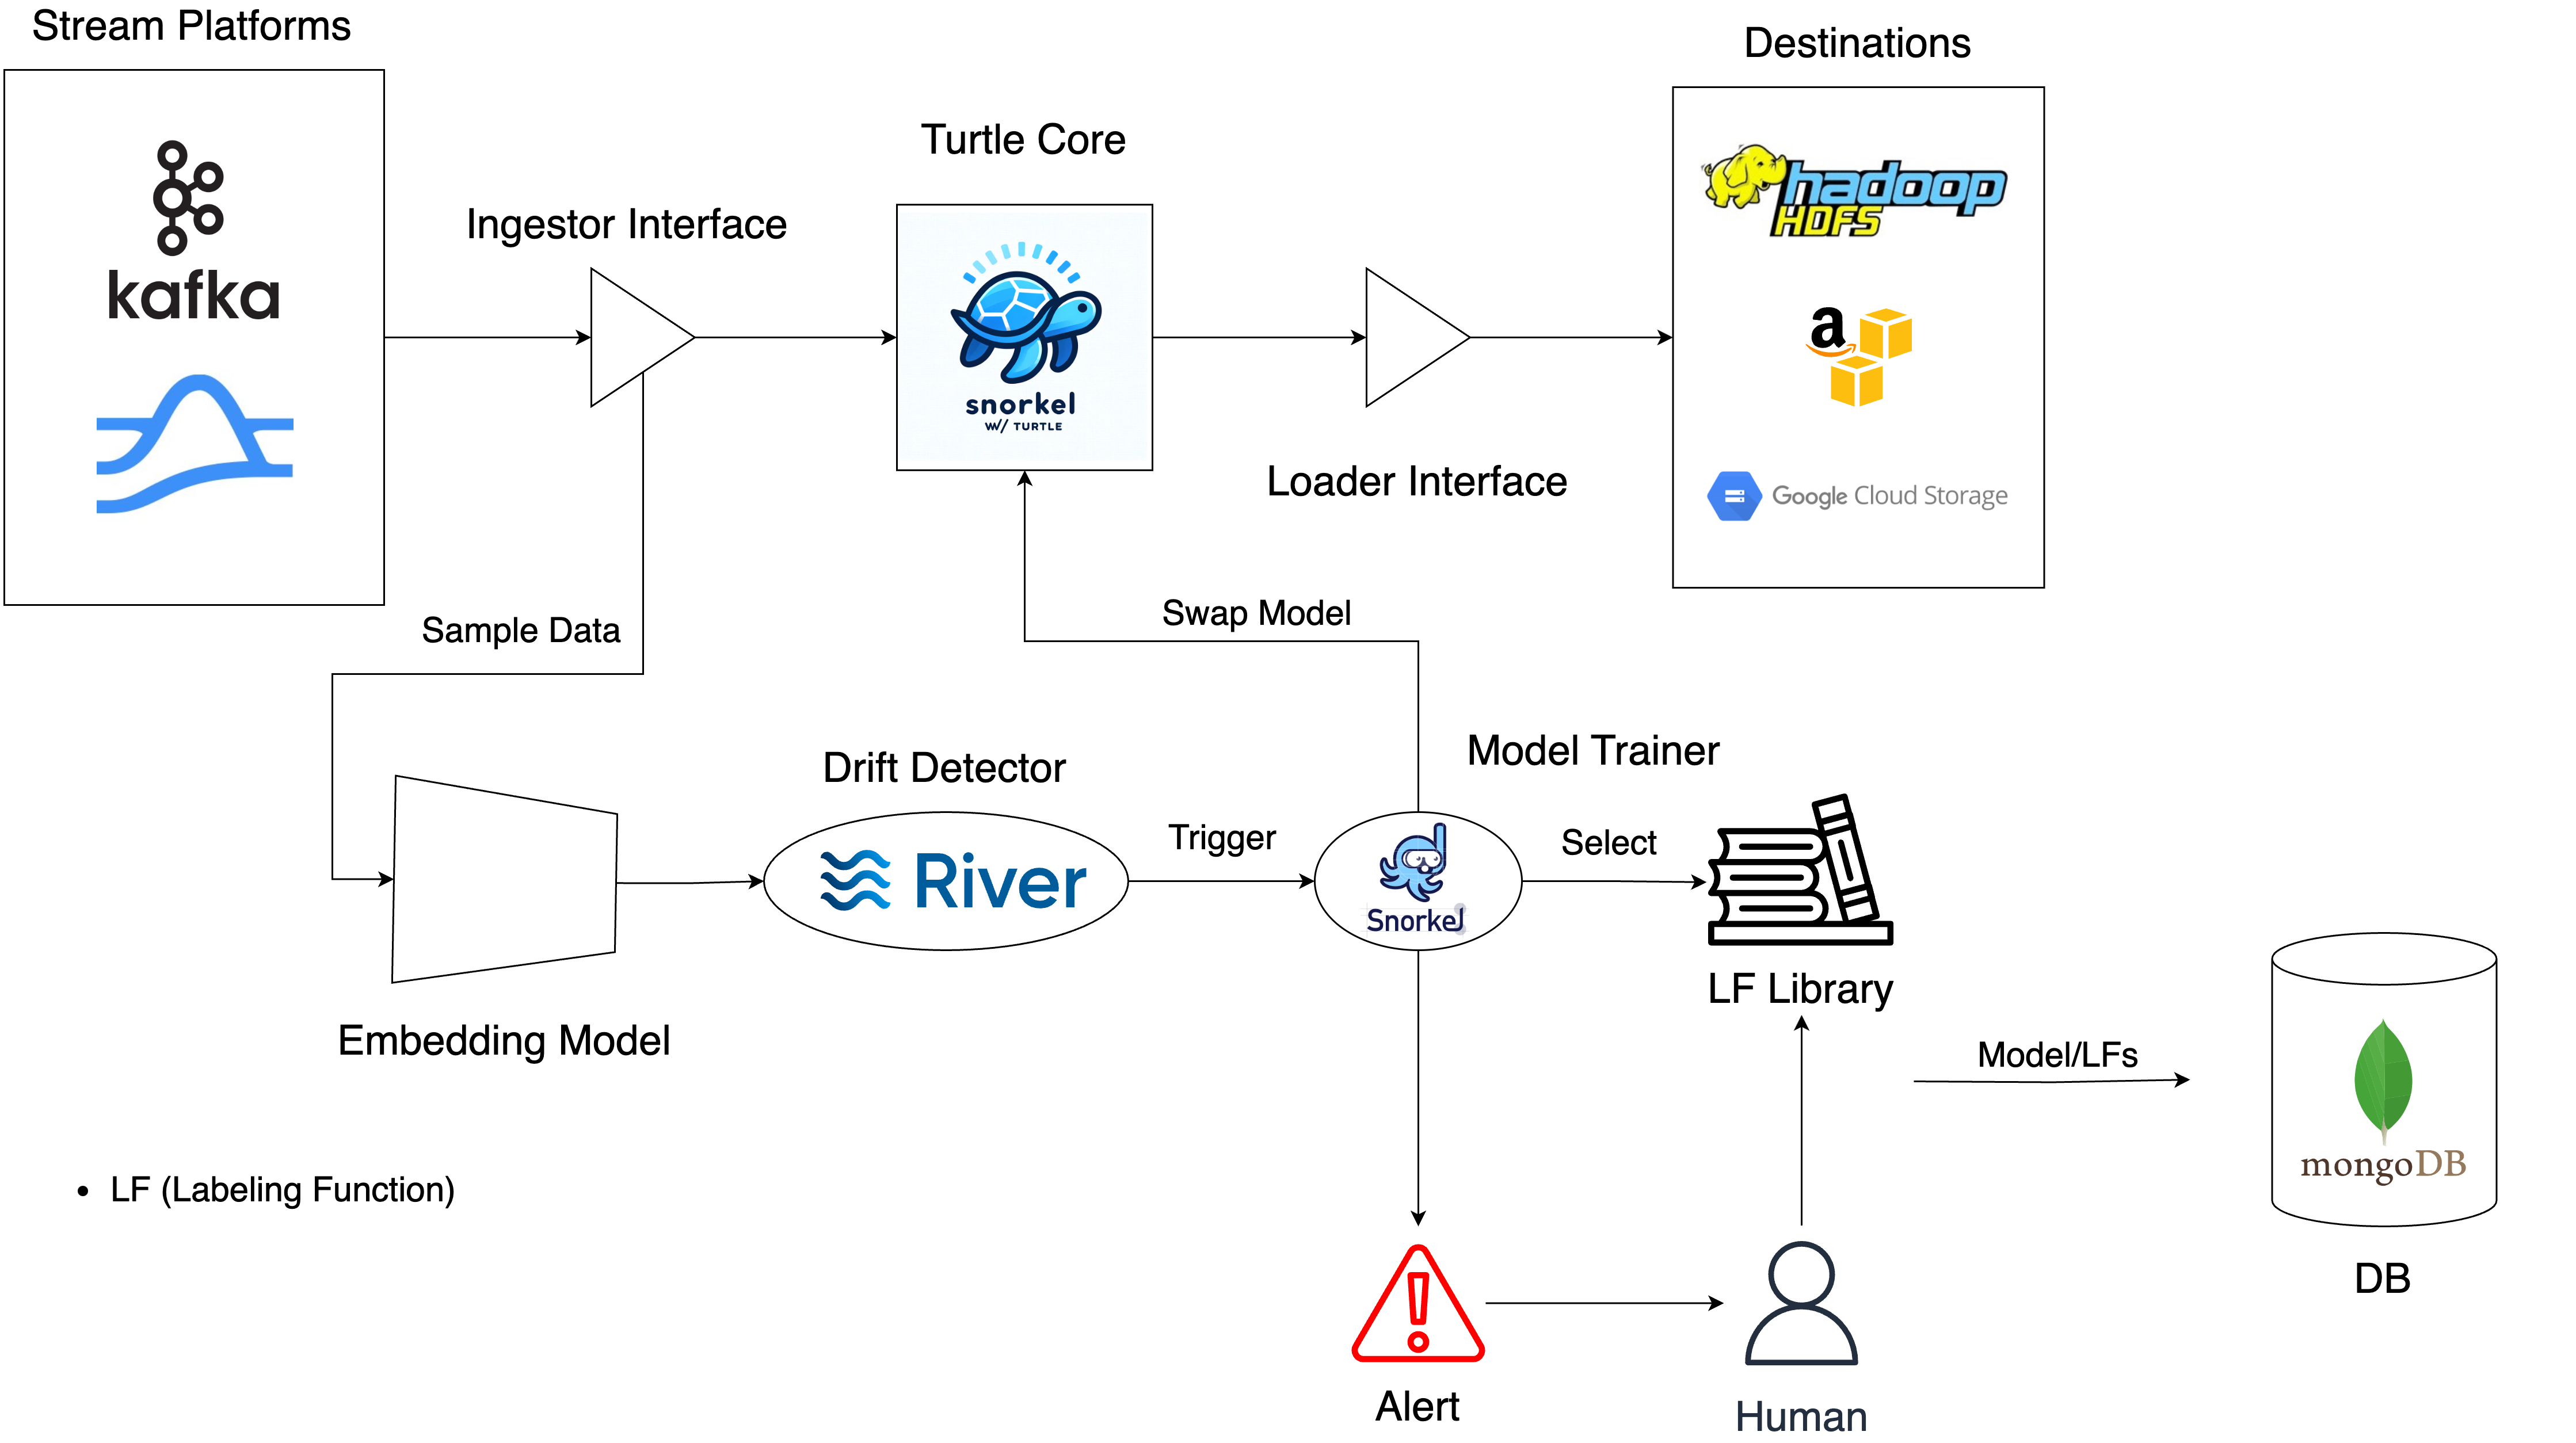 Stream Platforms
Destinations
kafka
Turtle Core
Ingestor Interface
snorkel
W/ TURTLE
Loader Interface
hadoop
HDFS
a
Google Cloud Storage
Sample Data
Swap Model
Model Trainer
Drift Detector
River
Trigger
Snorkel
Select
LF Library
Embedding Model
Model/LFs
mongoDB
DB
• LF (Labeling Function)
Alert
Human